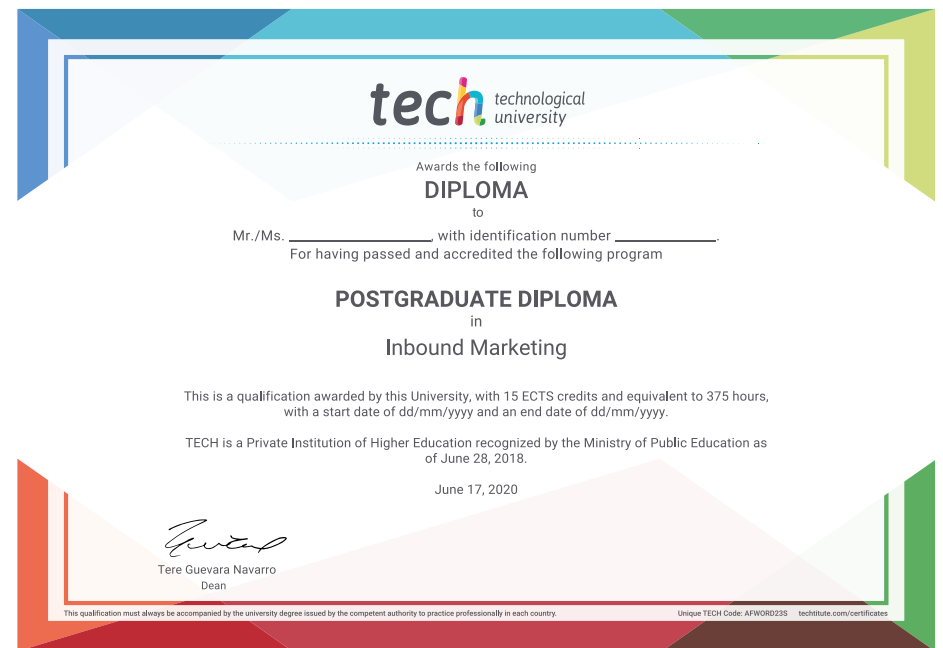 tech technological
university
Awards the following
DIPLOMA
to
Mr./Ms. ________________, with identification number ___________.
For having passed and accredited the following program
POSTGRADUATE DIPLOMA
in
Inbound Marketing
This is a qualification awarded by this University, with 15 ECTS credits and equivalent to 375 hours,
with a start date of dd/mm/yyyy and an end date of dd/mm/yyyy.
TECH is a Private Institution of Higher Education recognized by the Ministry of Public Education as
of June 28, 2018.
June 17, 2020
Tere Guevara Navarro
Dean
This qualification must always be accompanied by the university degree issued by the competent authority to practice professionally in each country. Unique TECH Code: AFWORD23S techtitute.com/certificates